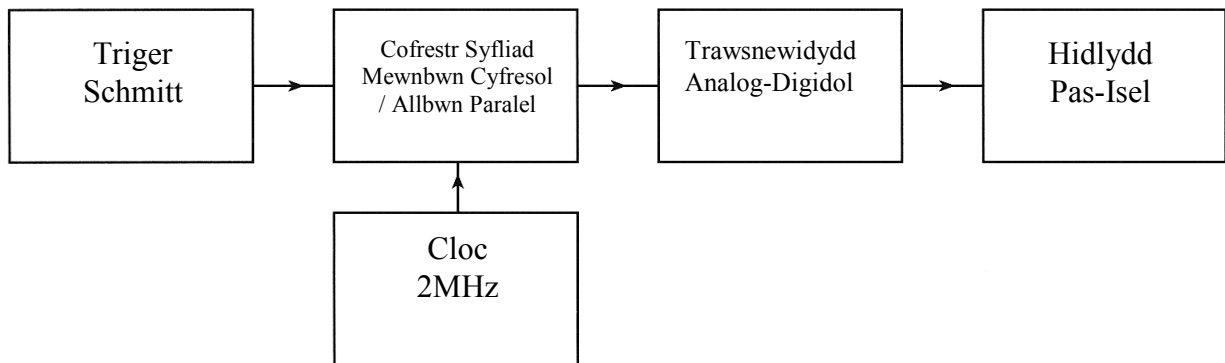 Triger
Schmitt
Cofrestr Syfliad
Mewnbwn Cyfresol
/ Allbwn Paralel
Trawsnewidydd
Analog-Digidol
Hidlydd
Pas-Isel
Cloc
2MHz